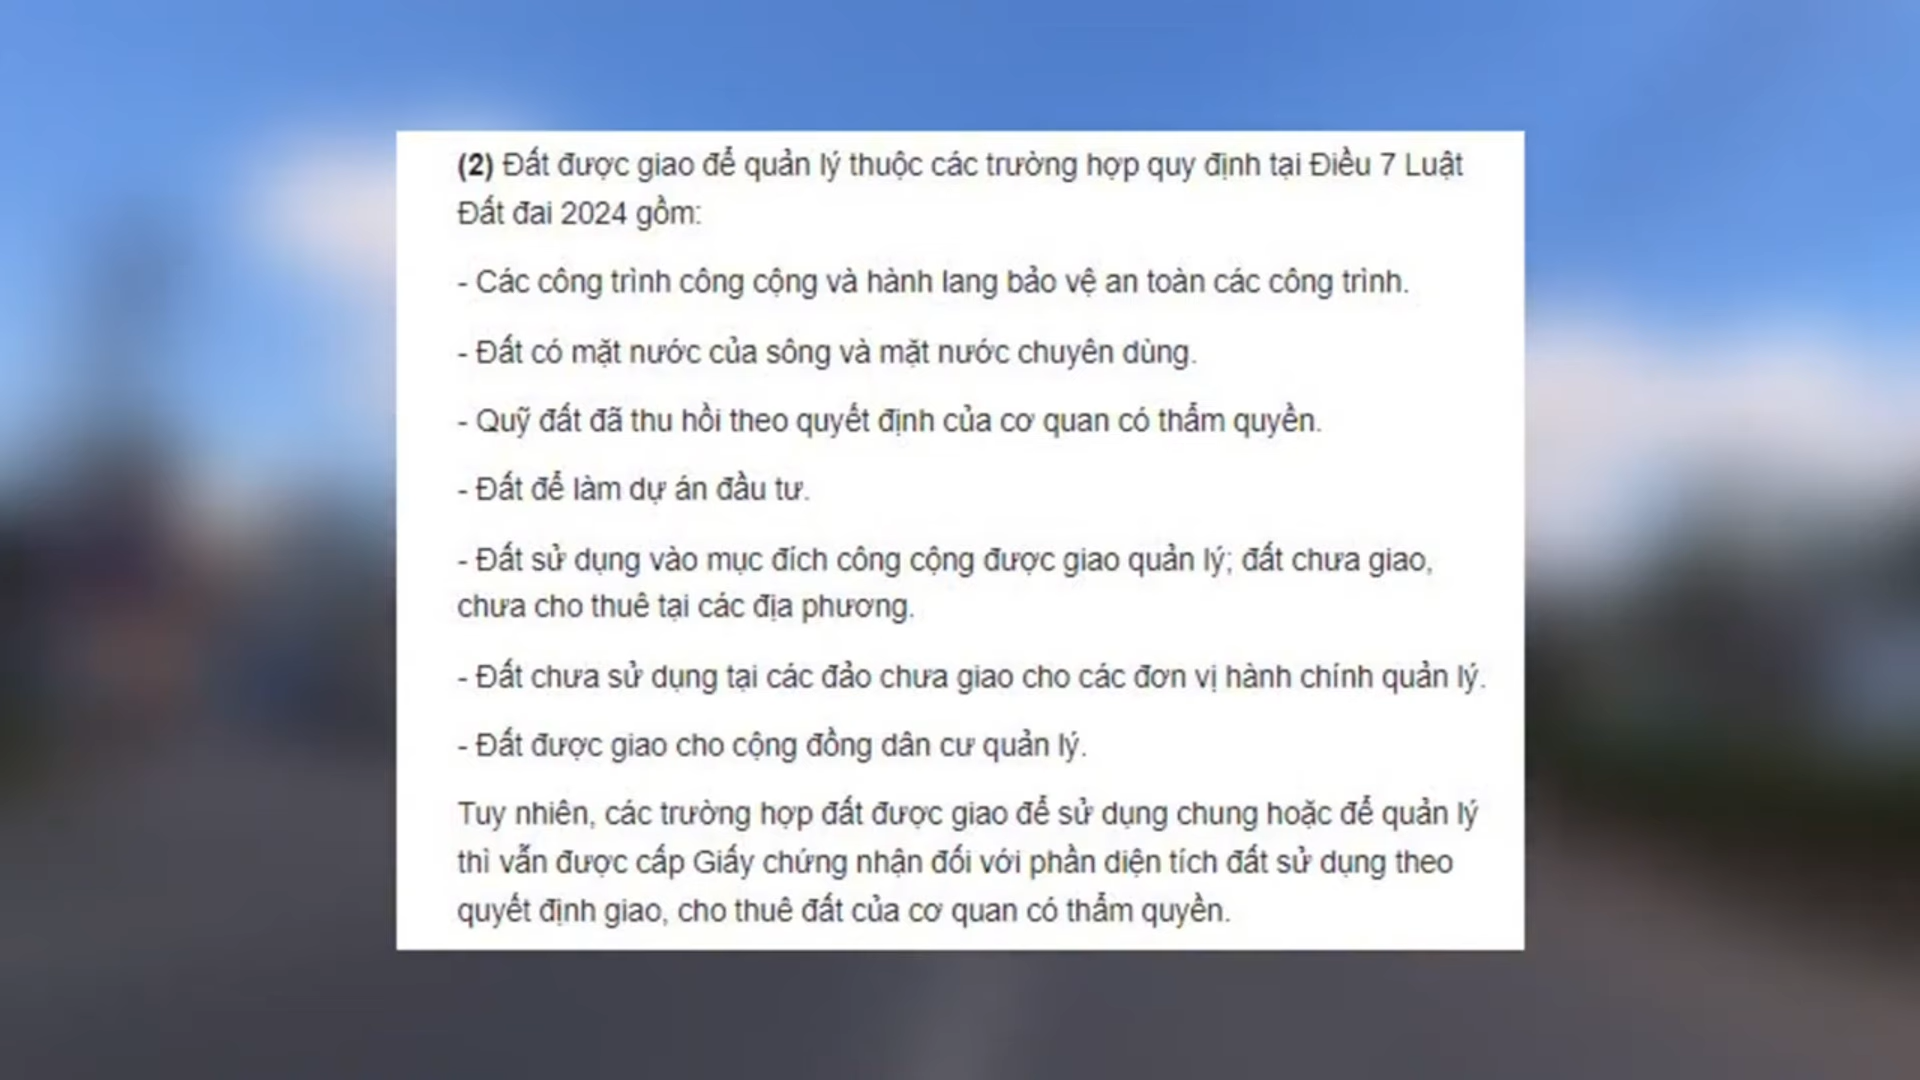 (2) Đất được giao để quản lý thuộc các trường hợp quy định tại Điều 7 Luật
Đất đai 2024 gồm:
- Các công trình công cộng và hành lang bảo vệ an toàn các công trình.
- Đất có mặt nước của sông và mặt nước chuyên dùng.
- Quỹ đất đã thu hồi theo quyết định của cơ quan có thẩm quyền.
- Đất để làm dự án đầu tư.
- Đất sử dụng vào mục đích công cộng được giao quản lý; đất chưa giao,
chưa cho thuê tại các địa phương.
- Đất chưa sử dụng tại các đảo chưa giao cho các đơn vị hành chính quản lý.
- Đất được giao cho cộng đồng dân cư quản lý.
Tuy nhiên, các trường hợp đất được giao để sử dụng chung hoặc để quản lý
thì vẫn được cấp Giấy chứng nhận đối với phần diện tích đất sử dụng theo
quyết định giao, cho thuê đất của cơ quan có thẩm quyền.